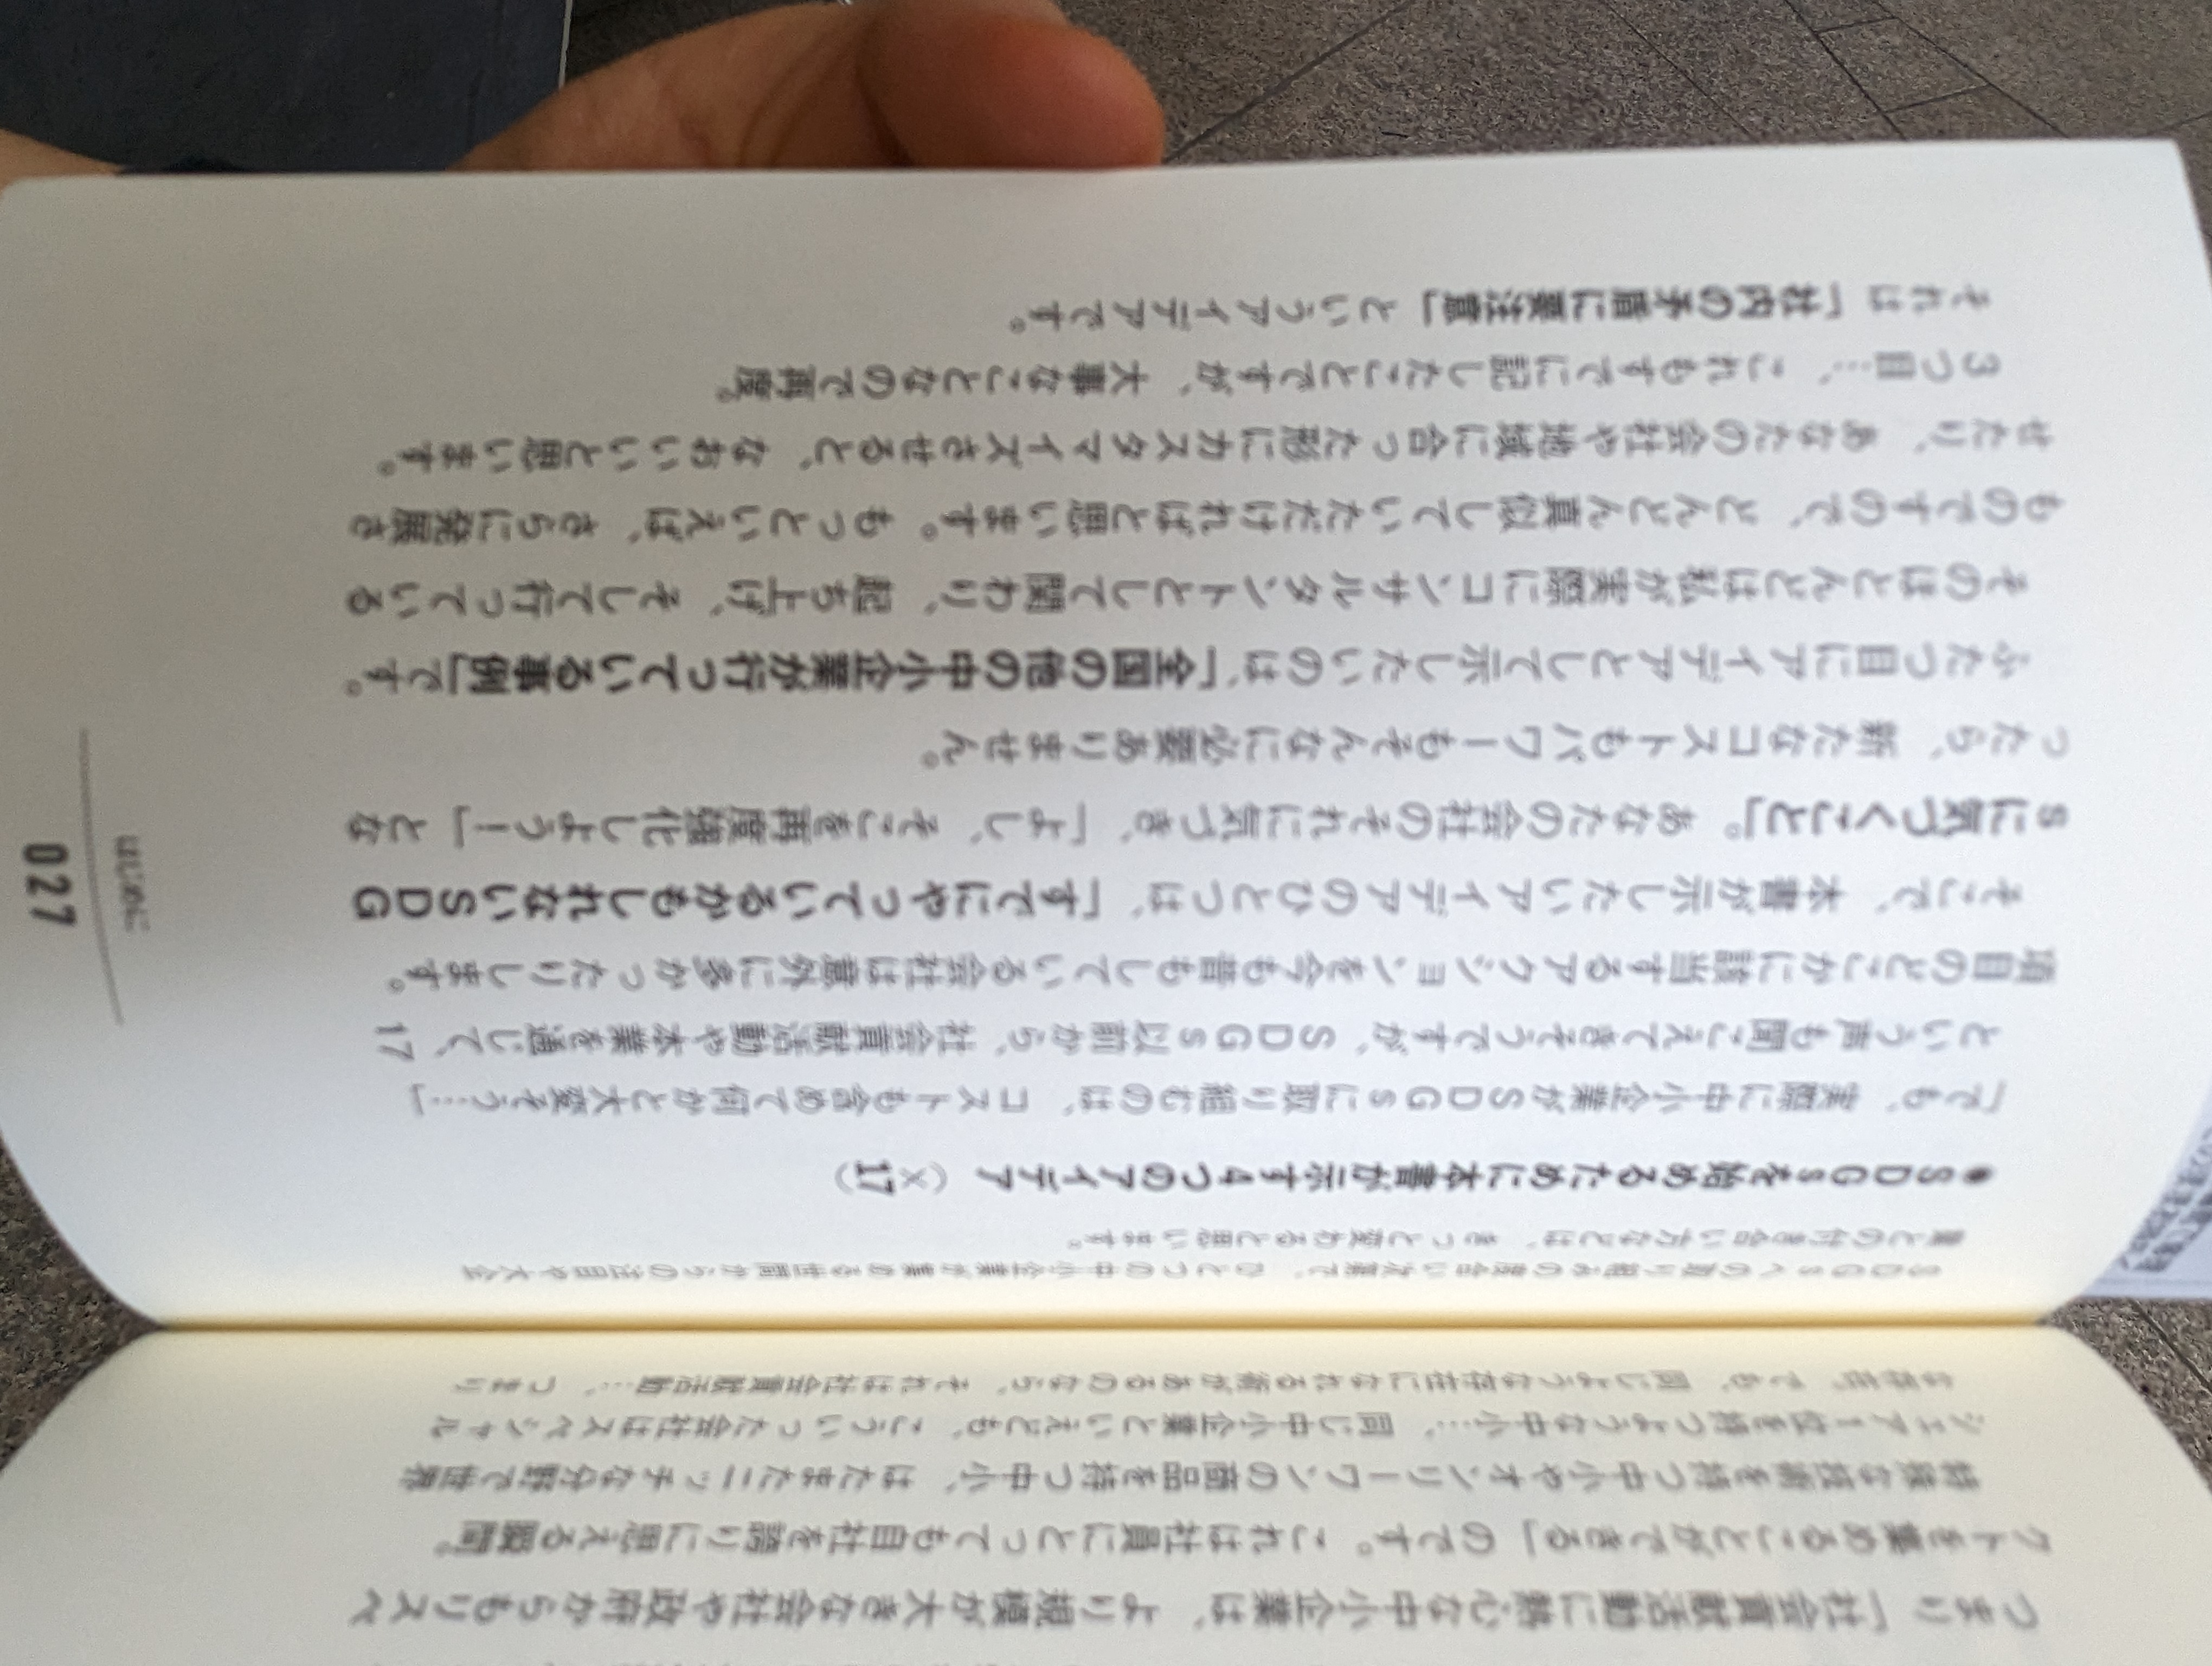 つまり「社会貢献活動に熱心な中小企業は、より規模が大きな会社や政府からもリスペ
クトを集めることができる」のです。これは社員にとっても自社を誇りに思える瞬間。
特殊な技術を持つ中小やオンリーワンの商品を持つ中小、はたまたニッチな分野で世界
シェア1位を持つような中小…、同じ中小企業といえども、こういった会社はスペシャル
な存在。でも、同じような存在になれる術があるのなら、それは社会貢献活動…、つまり
SDGsへの取り組みの度合い次第で、ひとつの中小企業が集める世間からの注目や大企
業との付き合い方などは、きっと変わると思います。
●SDGsを始めるために本書が示す4つのアイデア（×17）
「でも、実際に中小企業がSDGsに取り組むのは、コストも含めて何かと大変そう…」
という声も聞こえてきそうですが、SDGs以前から、社会貢献活動や本業を通じて、17
項目のどこかに該当するアクションを今も昔もしている会社は意外に多かったりします。
そこで、本書が示したいアイデアのひとつは、「すでにやっているかもしれないSDG
sに気づくこと」。あなたの会社のそれに気づき、「よし、そこを再度強化しよう！」とな
ったら、新たなコストもパワーもそんなに必要ありません。
ふたつ目にアイデアとして示したいのは、「全国の他の中小企業が行っている事例」です。
そのほとんどは私が実際にコンサルタントとして関わり、起ち上げ、そして行っている
ものですので、どんどん真似していただければと思います。もっといえば、さらに発展さ
せたり、あなたの会社や地域に合った形にカスタマイズさせると、なおいいと思います。
3つ目…、これもすでに記したことですが、大事なことなので再度。
それは「社内の矛盾に要注意」というアイデアです。
はじめに
027